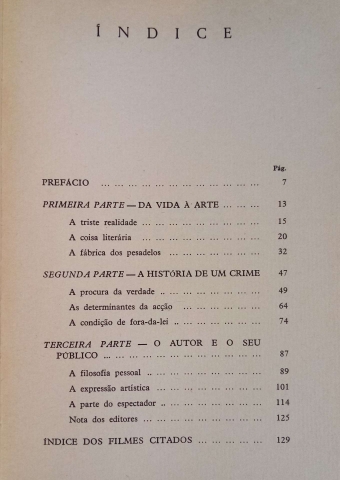 ÍNDICE
Pág.
PREFÁCIO ... ... ... ... ... ... ... ... ... ... ... 7
PRIMEIRA PARTE — DA VIDA À ARTE ... ... ... 13
A triste realidade ... ... ... ... ... ... ... ... ... 15
A coisa literária ... ... ... ... ... ... ... ... ... 20
A fábrica dos pesadelos ... ... ... ... ... ... ... 32
SEGUNDA PARTE — A HISTÓRIA DE UM CRIME 47
A procura da verdade .. ... ... ... ... ... ... ... 49
As determinantes da acção ... ... ... ... ... ... 64
A condição de fora-da-lei .. ... ... ... ... ... ... 74
TERCEIRA PARTE — O AUTOR E O SEU
PÚBLICO ... ... ... ... ... ... ... ... ... ... ... 87
A filosofia pessoal .. ... ... ... ... ... ... ... ... 89
A expressão artística ... ... ... ... ... ... ... ... 101
A parte do espectador .. ... ... ... ... ... ... ... 114
Nota dos editores ... ... ... ... ... ... ... ... ... 125
ÍNDICE DOS FILMES CITADOS ... ... ... ... ... 129